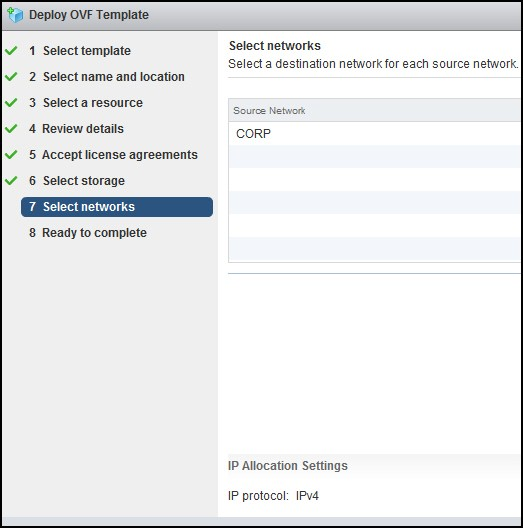 Deploy OVF Template
1 Select template
2 Select name and location
3 Select a resource
4 Review details
5 Accept license agreements
6 Select storage
7 Select networks
8 Ready to complete
Select networks
Select a destination network for each source network.
Source Network
CORP
IP Allocation Settings
IP protocol: IPv4